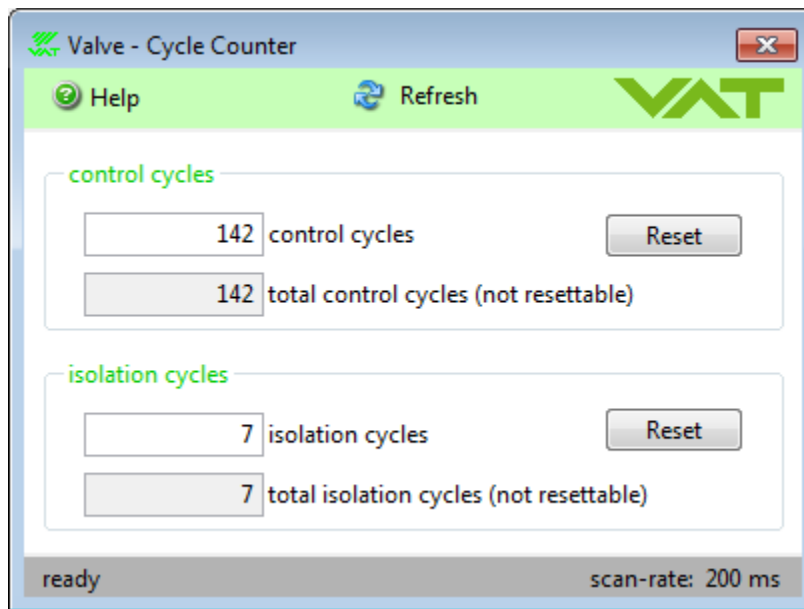 VAT Valve - Cycle Counter
Help Refresh VAT
control cycles
142 control cycles Reset
142 total control cycles (not resettable)
isolation cycles
7 isolation cycles Reset
7 total isolation cycles (not resettable)
ready scan-rate: 200 ms